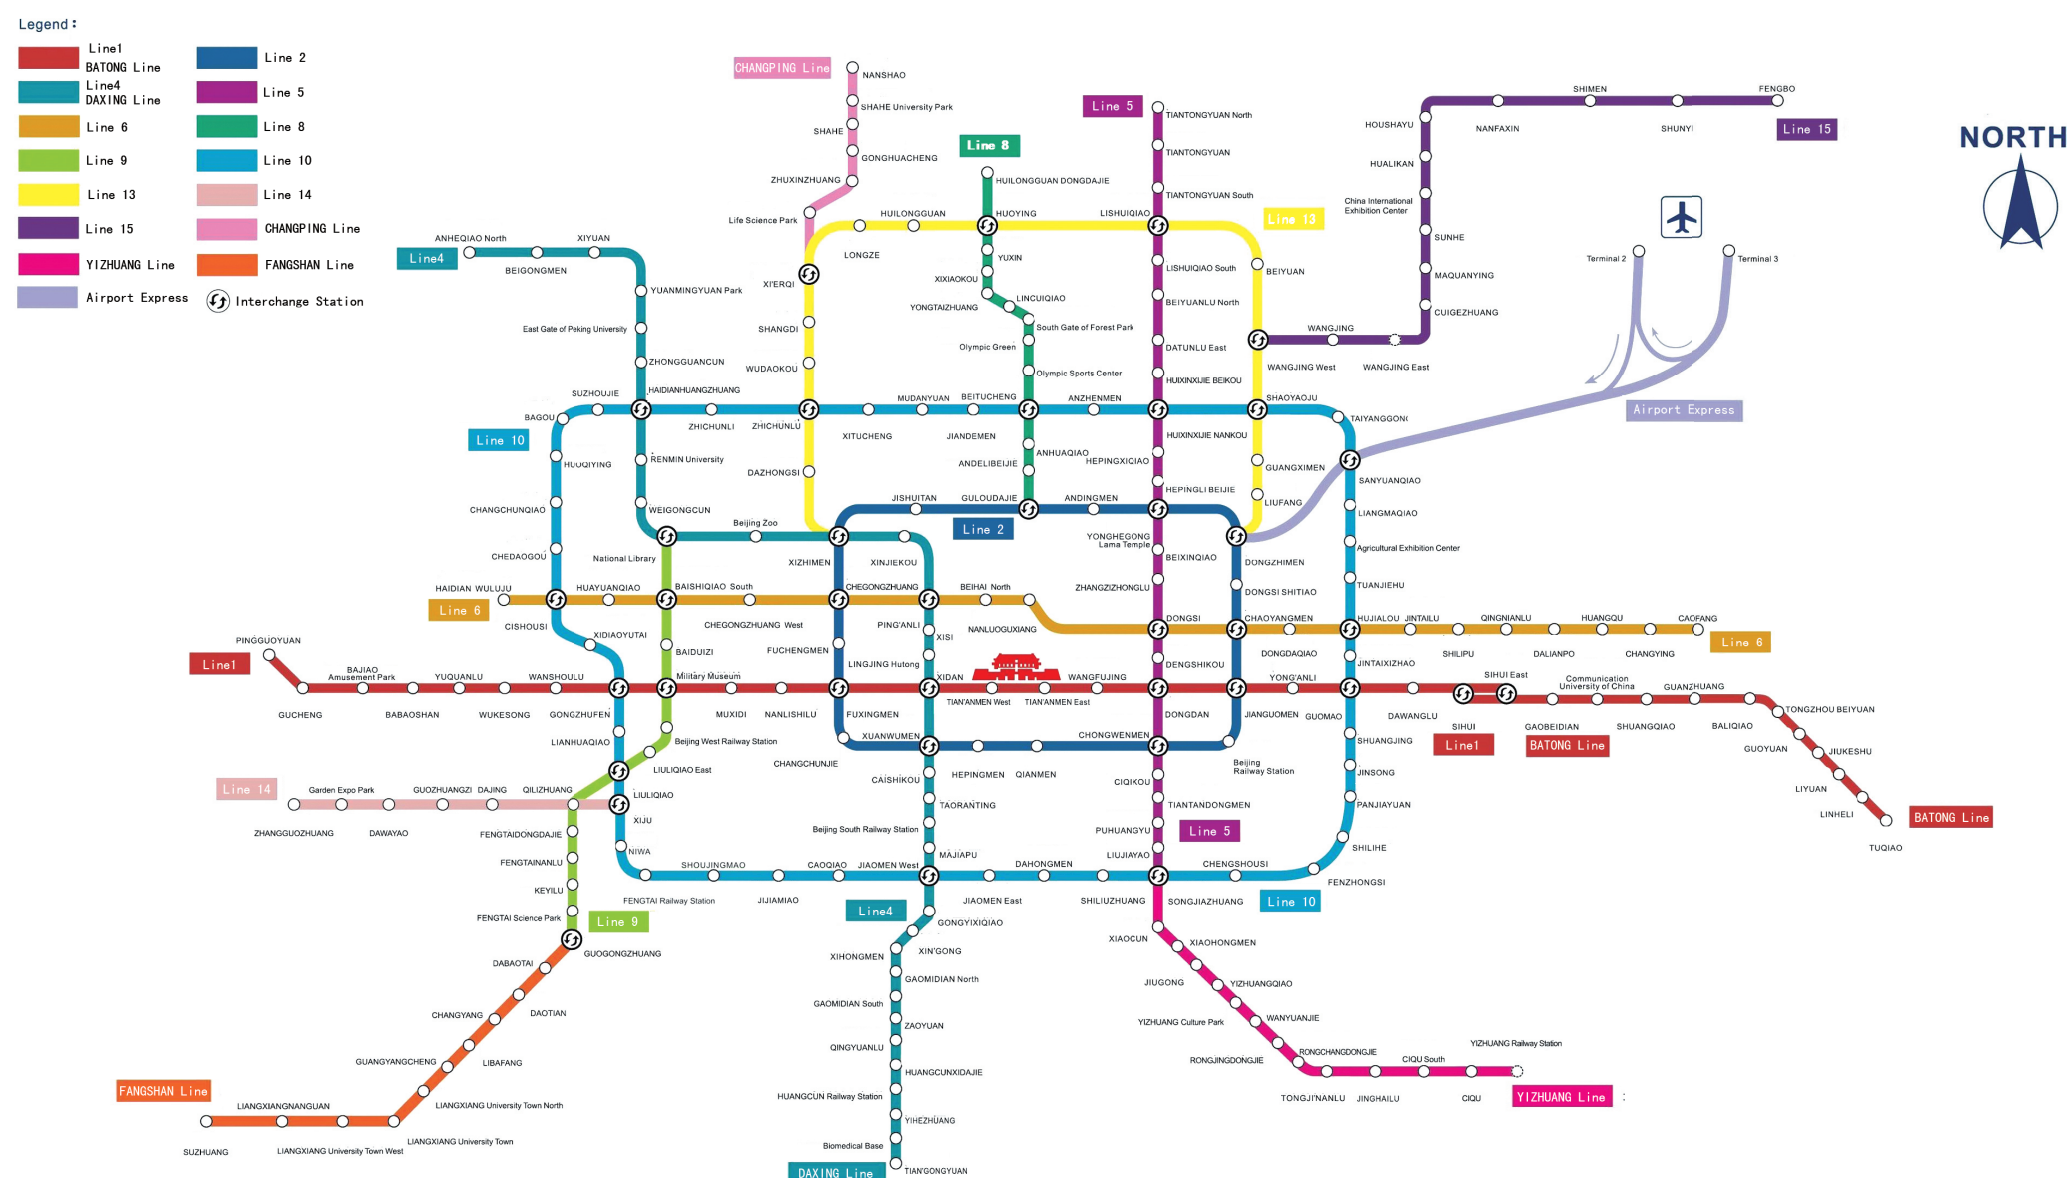 Legend:
Line1
BATONG Line
Line 2
Line4
DAXING Line
Line 5
Line 6
Line 8
Line 9
Line 10
Line 13
Line 14
Line 15
CHANGPING Line
YIZHUANG Line
FANGSHAN Line
Airport Express
Interchange Station
NORTH
CHANGPING Line
NANSHAO
SHAHE University Park
SHAHE
GONGHUACHENG
ZHUXINZHUANG
Life Science Park
Line 8
HUILONGGUAN DONGDAJIE
HUOYING
YUXIN
XIXIAOKOU
YONGTAIZHUANG
LINCUIQIAO
South Gate of Forest Park
Olympic Green
Olympic Sports Center
BEITUCHENG
ANHUAQIAO
ANDELIBEIJIE
GULOUDAJIE
Line 5
TIANTONGYUAN North
TIANTONGYUAN
TIANTONGYUAN South
LISHUIQIAO
LISHUIQIAO South
BEIYUANLU North
DATUNLU East
HUIXINXIJIE BEIKOU
HUIXINXIJIE NANKOU
HEPINGXIQIAO
HEPINGLI BEIJIE
YONGHEGONG
Lama Temple
BEIXINQIAO
ZHANGZIZHONGLU
DONGSI
DENGSHIKOU
DONGDAN
CHONGWENMEN
CIQIKOU
TIANTANDONGMEN
PUHUANGYU
Line 5
LIUJIAYAO
SONGJIAZHUANG
Line 13
HUILONGGUAN
LONGZE
XI'ERQI
SHANGDI
WUDAOKOU
ZHICHUNLU
DAZHONGSI
BEIYUAN
WANGJING West
SHAOYAOJU
GUANGXIMEN
LIUFANG
Line 15
FENGBO
SHIMEN
SHUNYI
NANFAXIN
HOUSHAYU
HUALIKAN
China International
Exhibition Center
SUNHE
MAQUANYING
CUIGEZHUANG
WANGJING
WANGJING East
Terminal 2
Terminal 3
Airport Express
Line4
ANHEQIAO North
BEIGONGMEN
XIYUAN
YUANMINGYUAN Park
East Gate of Peking University
ZHONGGUANCUN
HAIDIANHUANGZHUANG
RENMIN University
WEIGONGCUN
National Library
Beijing Zoo
XIZHIMEN
XINJIEKOU
PING'ANLI
XISI
LINGJING Hutong
XIDAN
XUANWUMEN
CAISHIKOU
TAORANTING
Beijing South Railway Station
MAJIAPU
JIAOMEN West
Line4
GONGYIXIQIAO
XIN'GONG
XIHONGMEN
GAOMIDIAN North
GAOMIDIAN South
ZAOYUAN
QINGYUANLU
HUANGCUNXIDAJIE
HUANGCUN Railway Station
YIHEZHUANG
Biomedical Base
TIAN'GONGYUAN
DAXING Line
Line 10
BAGOU
SUZHOUJIE
ZHICHUNLI
XITUCHENG
MUDANYUAN
JIANDEMEN
ANZHENMEN
TAIYANGGONG
SANYUANQIAO
LIANGMAQIAO
Agricultural Exhibition Center
TUANJIEHU
HUJIALOU
JINTAIXIZHAO
GUOMAO
SHUANGJING
JINSONG
PANJIAYUAN
SHILIHE
FENZHONGSI
Line 10
CHENGSHOUSI
SHILIUZHUANG
DAHONGMEN
JIAOMEN East
CAOQIAO
JIJIAMIAO
SHOUJINGMAO
FENGTAI Railway Station
NIWA
XIJU
LIULIQIAO
LIANHUAQIAO
GONGZHUFEN
XIDIAOYUTAI
CISHOUSI
CHEDAOGOU
CHANGCHUNQIAO
HUOQIYING
Line 2
JISHUITAN
ANDINGMEN
DONGZHIMEN
DONGSI SHITIAO
CHAOYANGMEN
JIANGUOMEN
Beijing
Railway Station
QIANMEN
HEPINGMEN
CHANGCHUNJIE
FUXINGMEN
FUCHENGMEN
CHEGONGZHUANG
Line 6
HAIDIAN WULUJU
HUAYUANQIAO
BAISHIQIAO South
CHEGONGZHUANG West
BEIHAI North
NANLUOGUXIANG
DONGDAQIAO
JINTAILU
SHILIPU
QINGNIANLU
DALIANPO
HUANGQU
CHANGYING
CAOFANG
Line 6
Line1
PINGGUOYUAN
GUCHENG
BAJIAO
Amusement Park
BABAOSHAN
YUQUANLU
WUKESONG
WANSHOULU
Military Museum
MUXIDI
NANLISHILU
TIAN'ANMEN West
TIAN'ANMEN East
WANGFUJING
YONG'ANLI
DAWANGLU
SIHUI
SIHUI East
Line1
BATONG Line
GAOBEIDIAN
Communication
University of China
SHUANGQIAO
GUANZHUANG
BALIQIAO
TONGZHOU BEIYUAN
GUOYUAN
JIUKESHU
LIYUAN
LINHELI
TUQIAO
BATONG Line
BAIDUIZI
Beijing West Railway Station
LIULIQIAO East
QILIZHUANG
FENGTAIDONGDAJIE
FENGTAINANLU
KEYILU
FENGTAI Science Park
Line 9
GUOGONGZHUANG
Line 14
ZHANGGUOZHUANG
Garden Expo Park
DAWAYAO
GUOZHUANGZI
DAJING
DABAOTAI
DAOTIAN
CHANGYANG
LIBAFANG
GUANGYANGCHENG
LIANGXIANG University Town North
LIANGXIANG University Town
LIANGXIANG University Town West
LIANGXIANGNANGUAN
SUZHUANG
FANGSHAN Line
XIAOCUN
XIAOHONGMEN
JIUGONG
YIZHUANGQIAO
YIZHUANG Culture Park
WANYUANJIE
RONGJINGDONGJIE
RONGCHANGDONGJIE
TONGJI'NANLU
JINGHAILU
CIQU South
CIQU
YIZHUANG Railway Station
YIZHUANG Line :